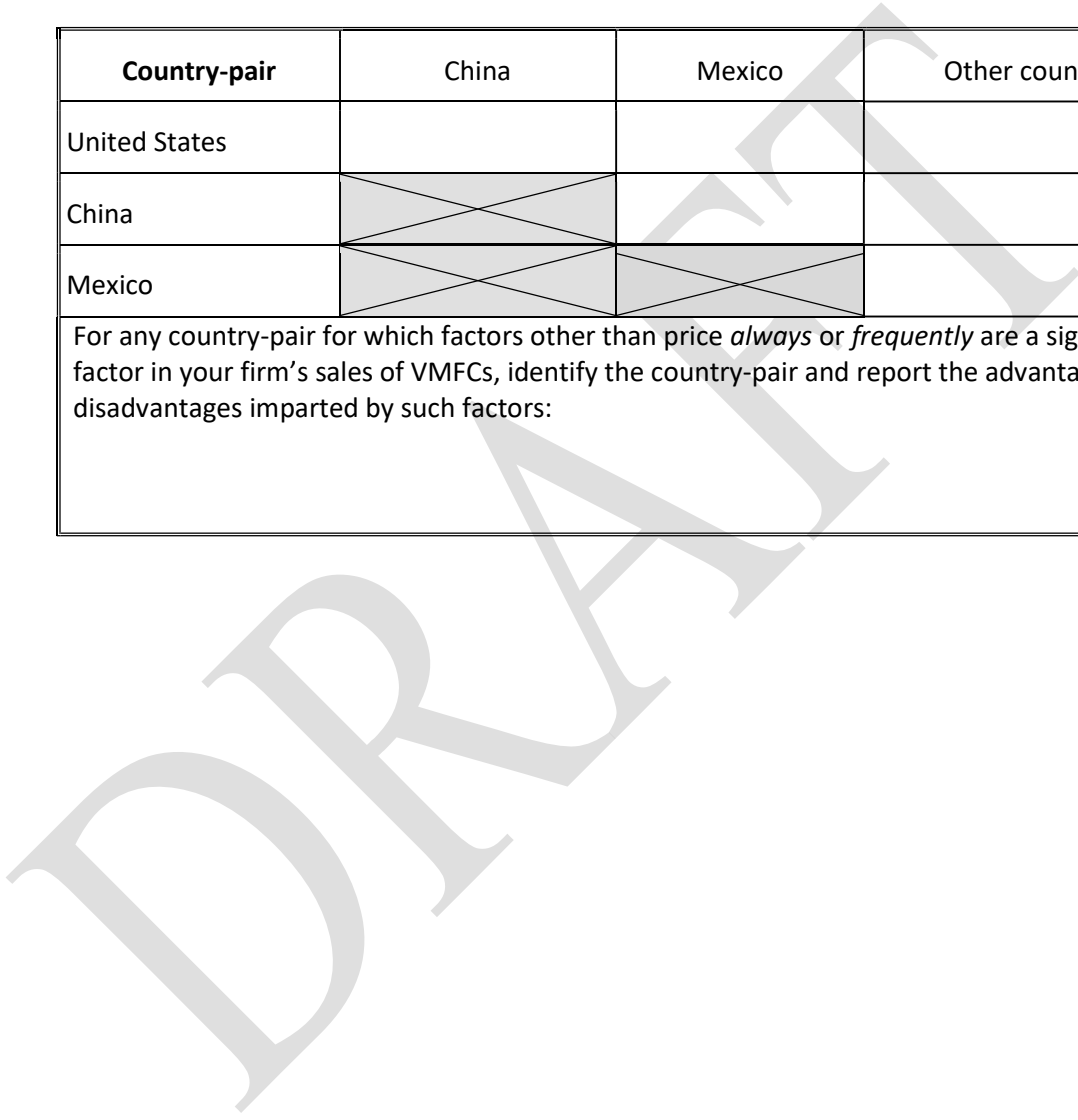 Country-pair China Mexico Other coun
United States
China
Mexico
For any country-pair for which factors other than price always or frequently are a sig
factor in your firm's sales of VMFCs, identify the country-pair and report the advanta
disadvantages imparted by such factors:
DRAFT